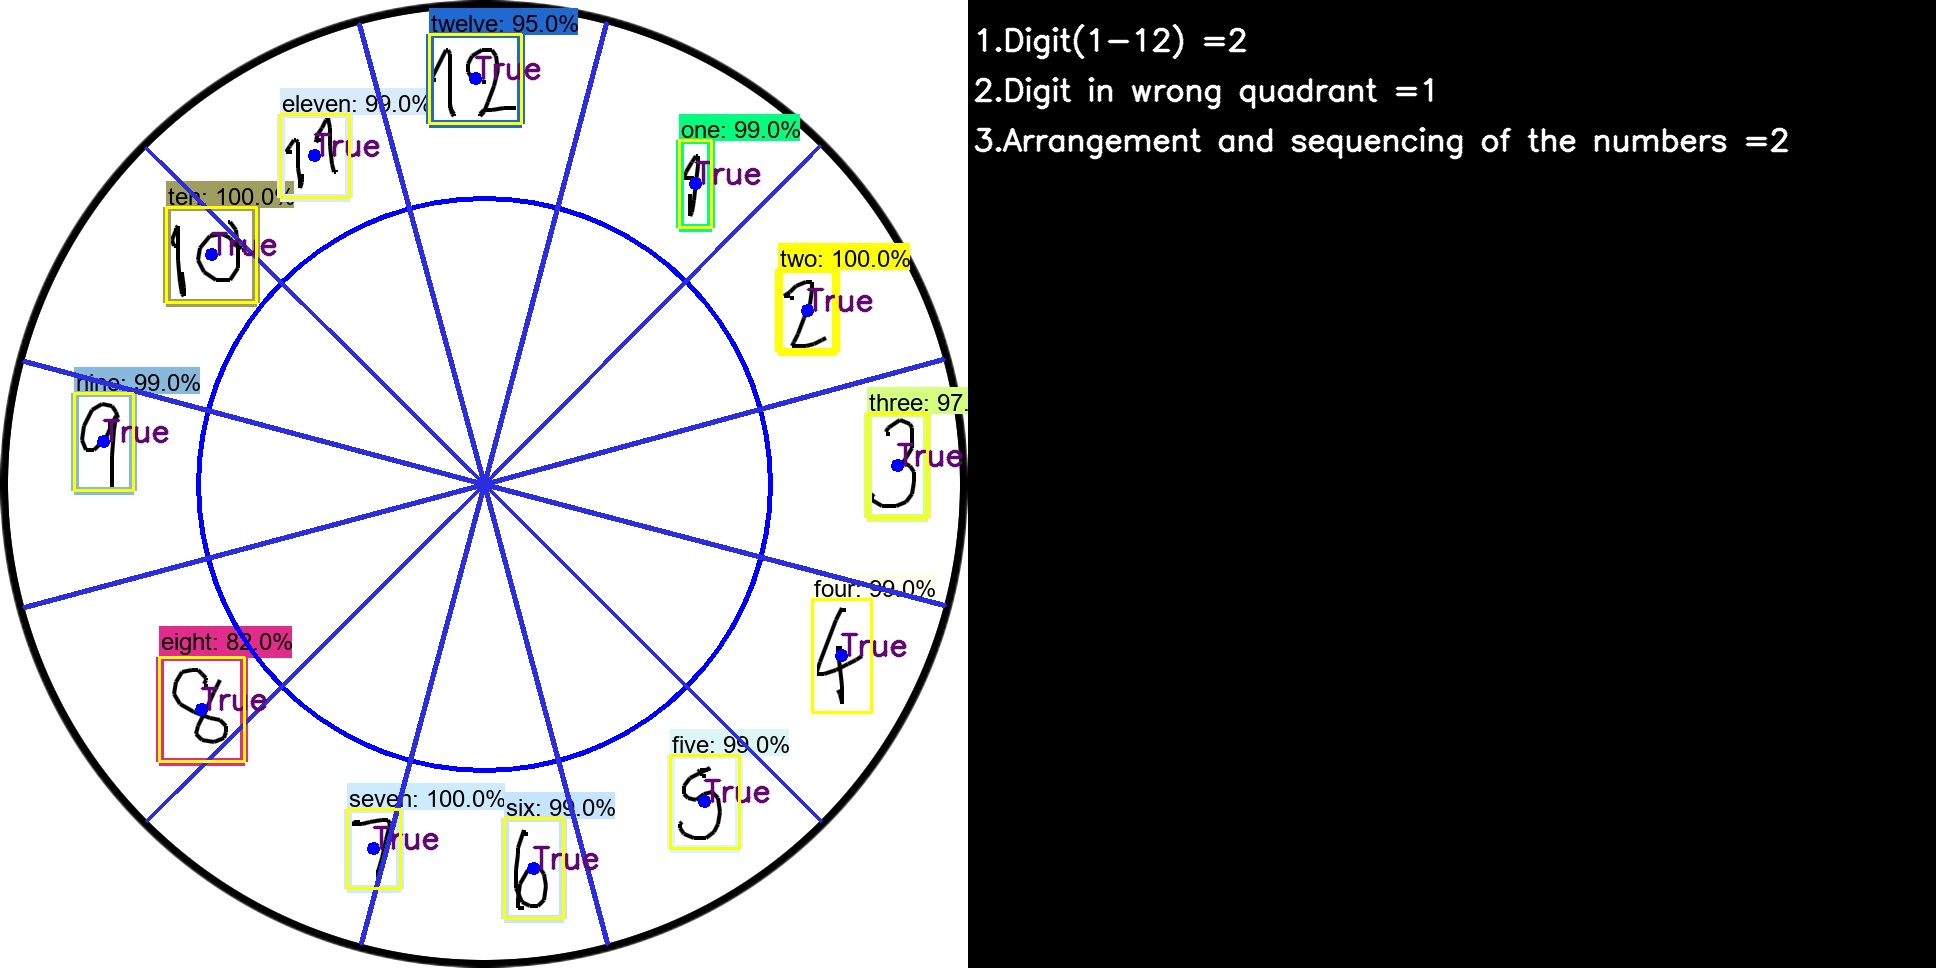 twelve: 95.0%
12 True
eleven: 99.0%
11 True
one: 99.0%
1 True
ten: 100.0%
10 True
two: 100.0%
2 True
nine: 99.0%
9 True
three: 97.
3 True
four: 99.0%
4 True
eight: 82.0%
8 True
five: 99.0%
5 True
seven: 100.0%
7 True
six: 99.0%
6 True
1.Digit(1-12) =2
2.Digit in wrong quadrant =1
3.Arrangement and sequencing of the numbers =2